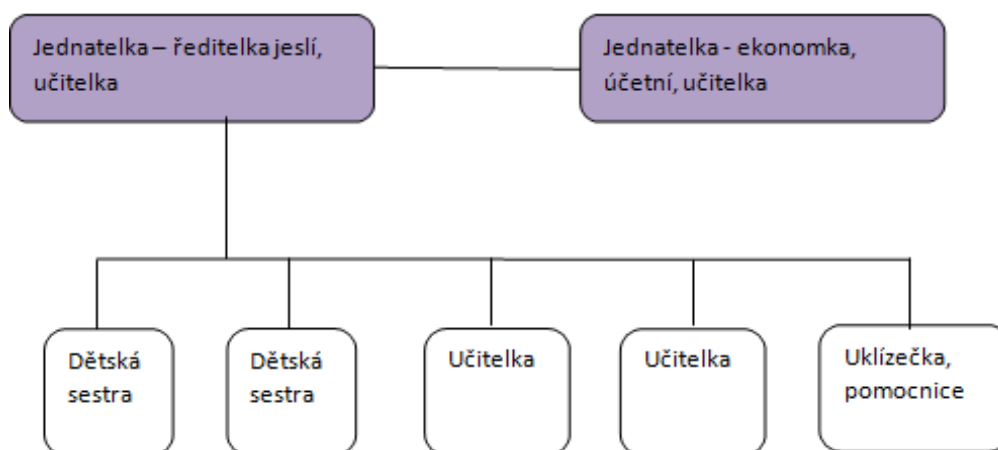 Jednatelka – ředitelka jeslí,
učitelka
Jednatelka - ekonomka,
účetní, učitelka
Dětská
sestra
Dětská
sestra
Učitelka
Učitelka
Uklízečka,
pomocnice